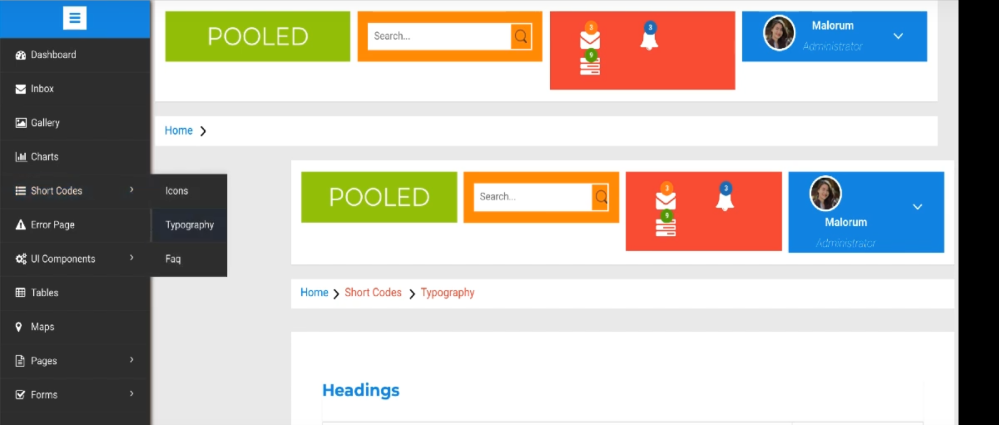 POOLED
Search...
3
3
9
Malorum
Administrator
Dashboard
Inbox
Gallery
Home
Charts
Short Codes
Icons
Error Page
Typography
UI Components
Faq
Tables
Maps
Pages
Forms
POOLED
Search...
3
3
9
Malorum
Administrator
Home Short Codes Typography
Headings